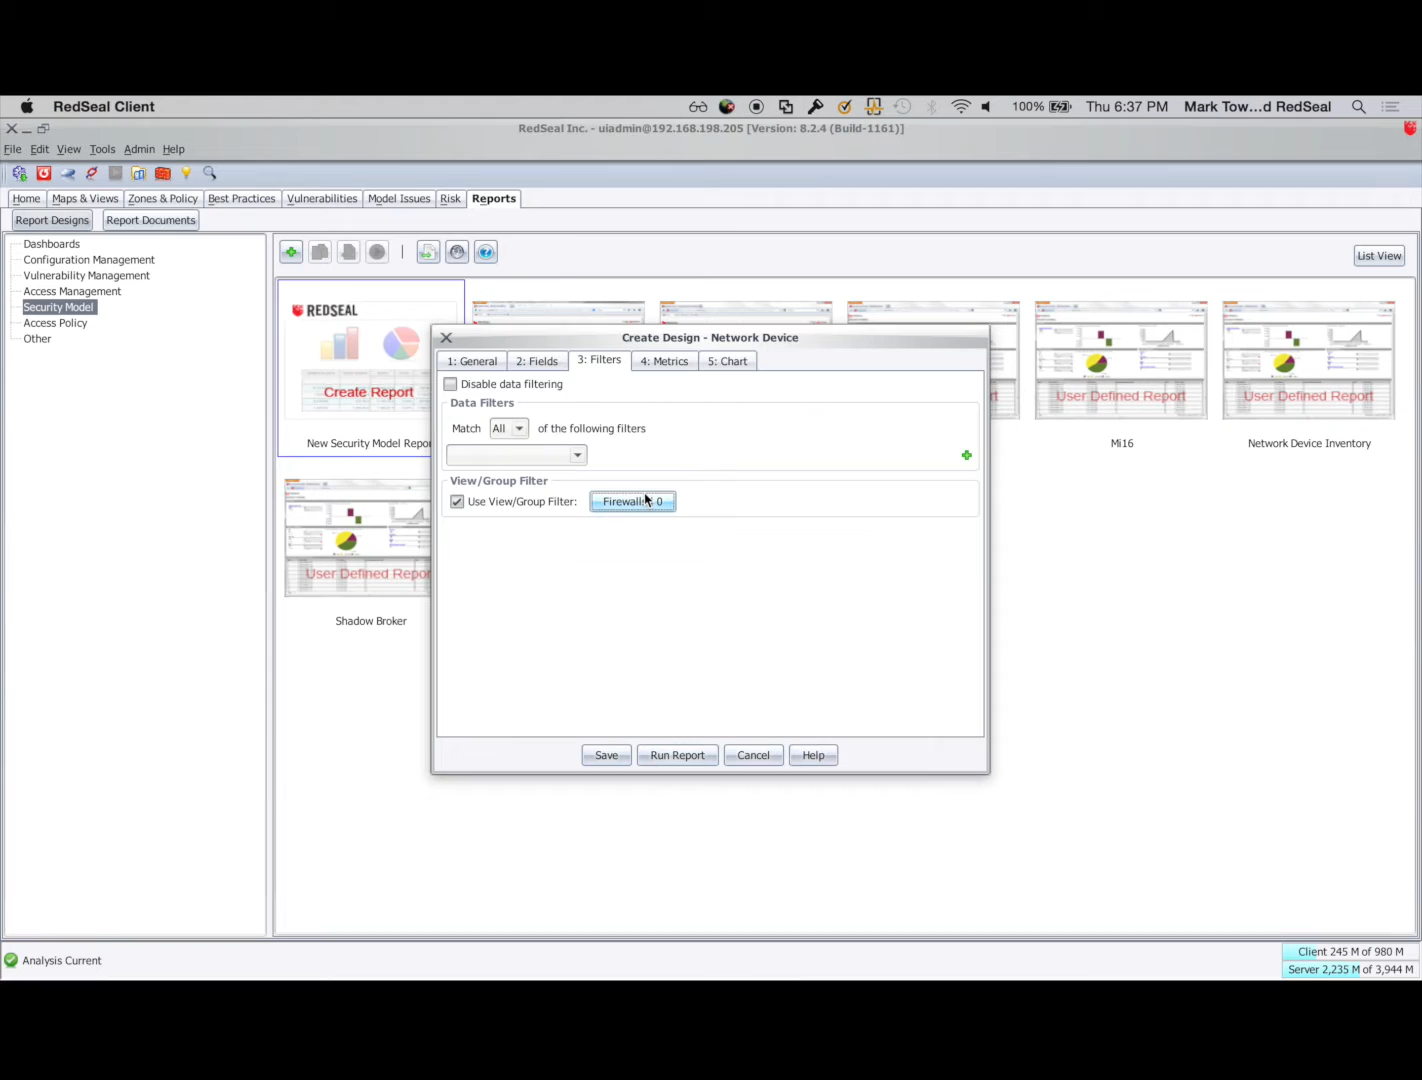 RedSeal Client
100%
Thu 6:37 PM
Mark Tow...d RedSeal
RedSeal Inc. - uiadmin@192.168.198.205 [Version: 8.2.4 (Build-1161)]
File Edit View Tools Admin Help
Home Maps & Views Zones & Policy Best Practices Vulnerabilities Model Issues Risk Reports
Report Designs Report Documents
Dashboards
Configuration Management
Vulnerability Management
Access Management
Security Model
Access Policy
Other
List View
REDSEAL
Create Report
New Security Model Repor
User Defined Report
Mi16
User Defined Report
Network Device Inventory
User Defined Repor
Shadow Broker
Create Design - Network Device
1: General 2: Fields 3: Filters 4: Metrics 5: Chart
Disable data filtering
Data Filters
Match All of the following filters
View/Group Filter
Use View/Group Filter: Firewall 0
Save Run Report Cancel Help
Analysis Current
Client 245 M of 980 M
Server 2,235 M of 3,944 M